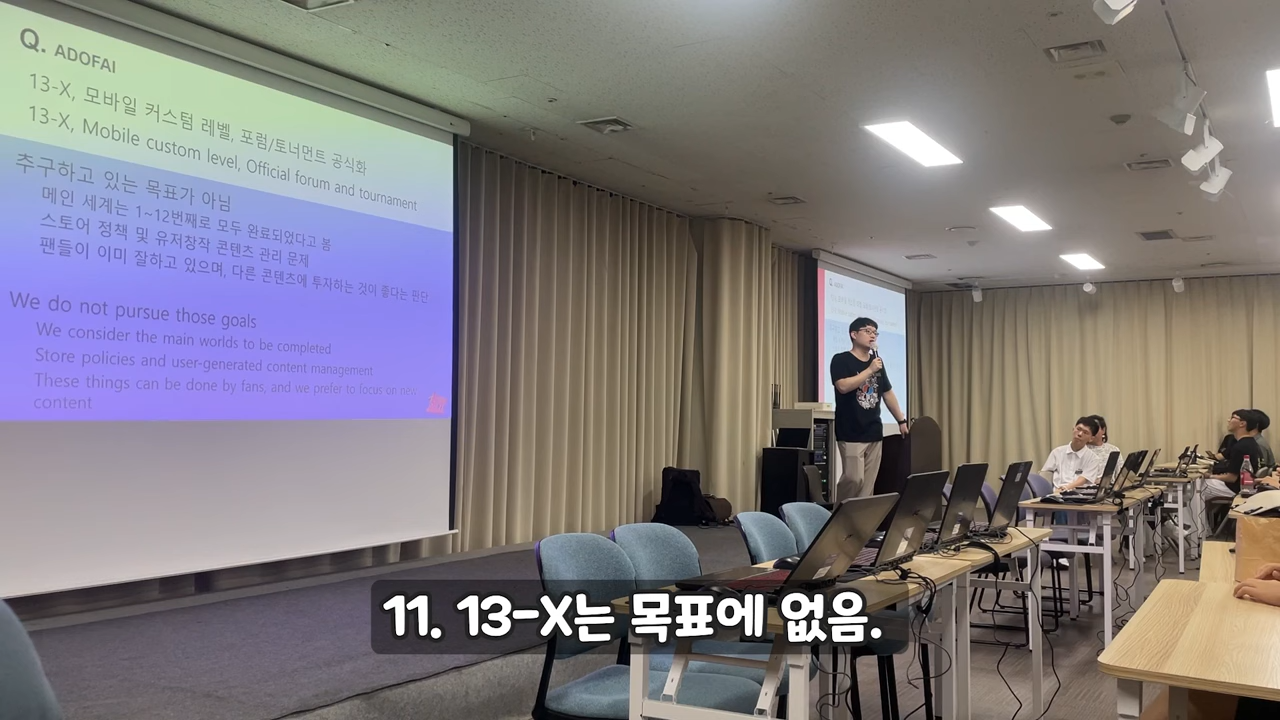 Q. ADOFAI
13-X, 모바일 커스텀 레벨, 포럼/토너먼트 공식화
13-X, Mobile custom level, Official forum and tournament
추구하고 있는 목표가 아님
메인 세계는 1~12번째로 모두 완료되었다고 봄
스토어 정책 및 유저창작 콘텐츠 관리 문제
팬들이 이미 잘하고 있으며, 다른 콘텐츠에 투자하는 것이 좋다는 판단
We do not pursue those goals
We consider the main worlds to be completed
Store policies and user-generated content management
These things can be done by fans, and we prefer to focus on new
content
Q. ADOFAI
11. 13-X는 목표에 없음.